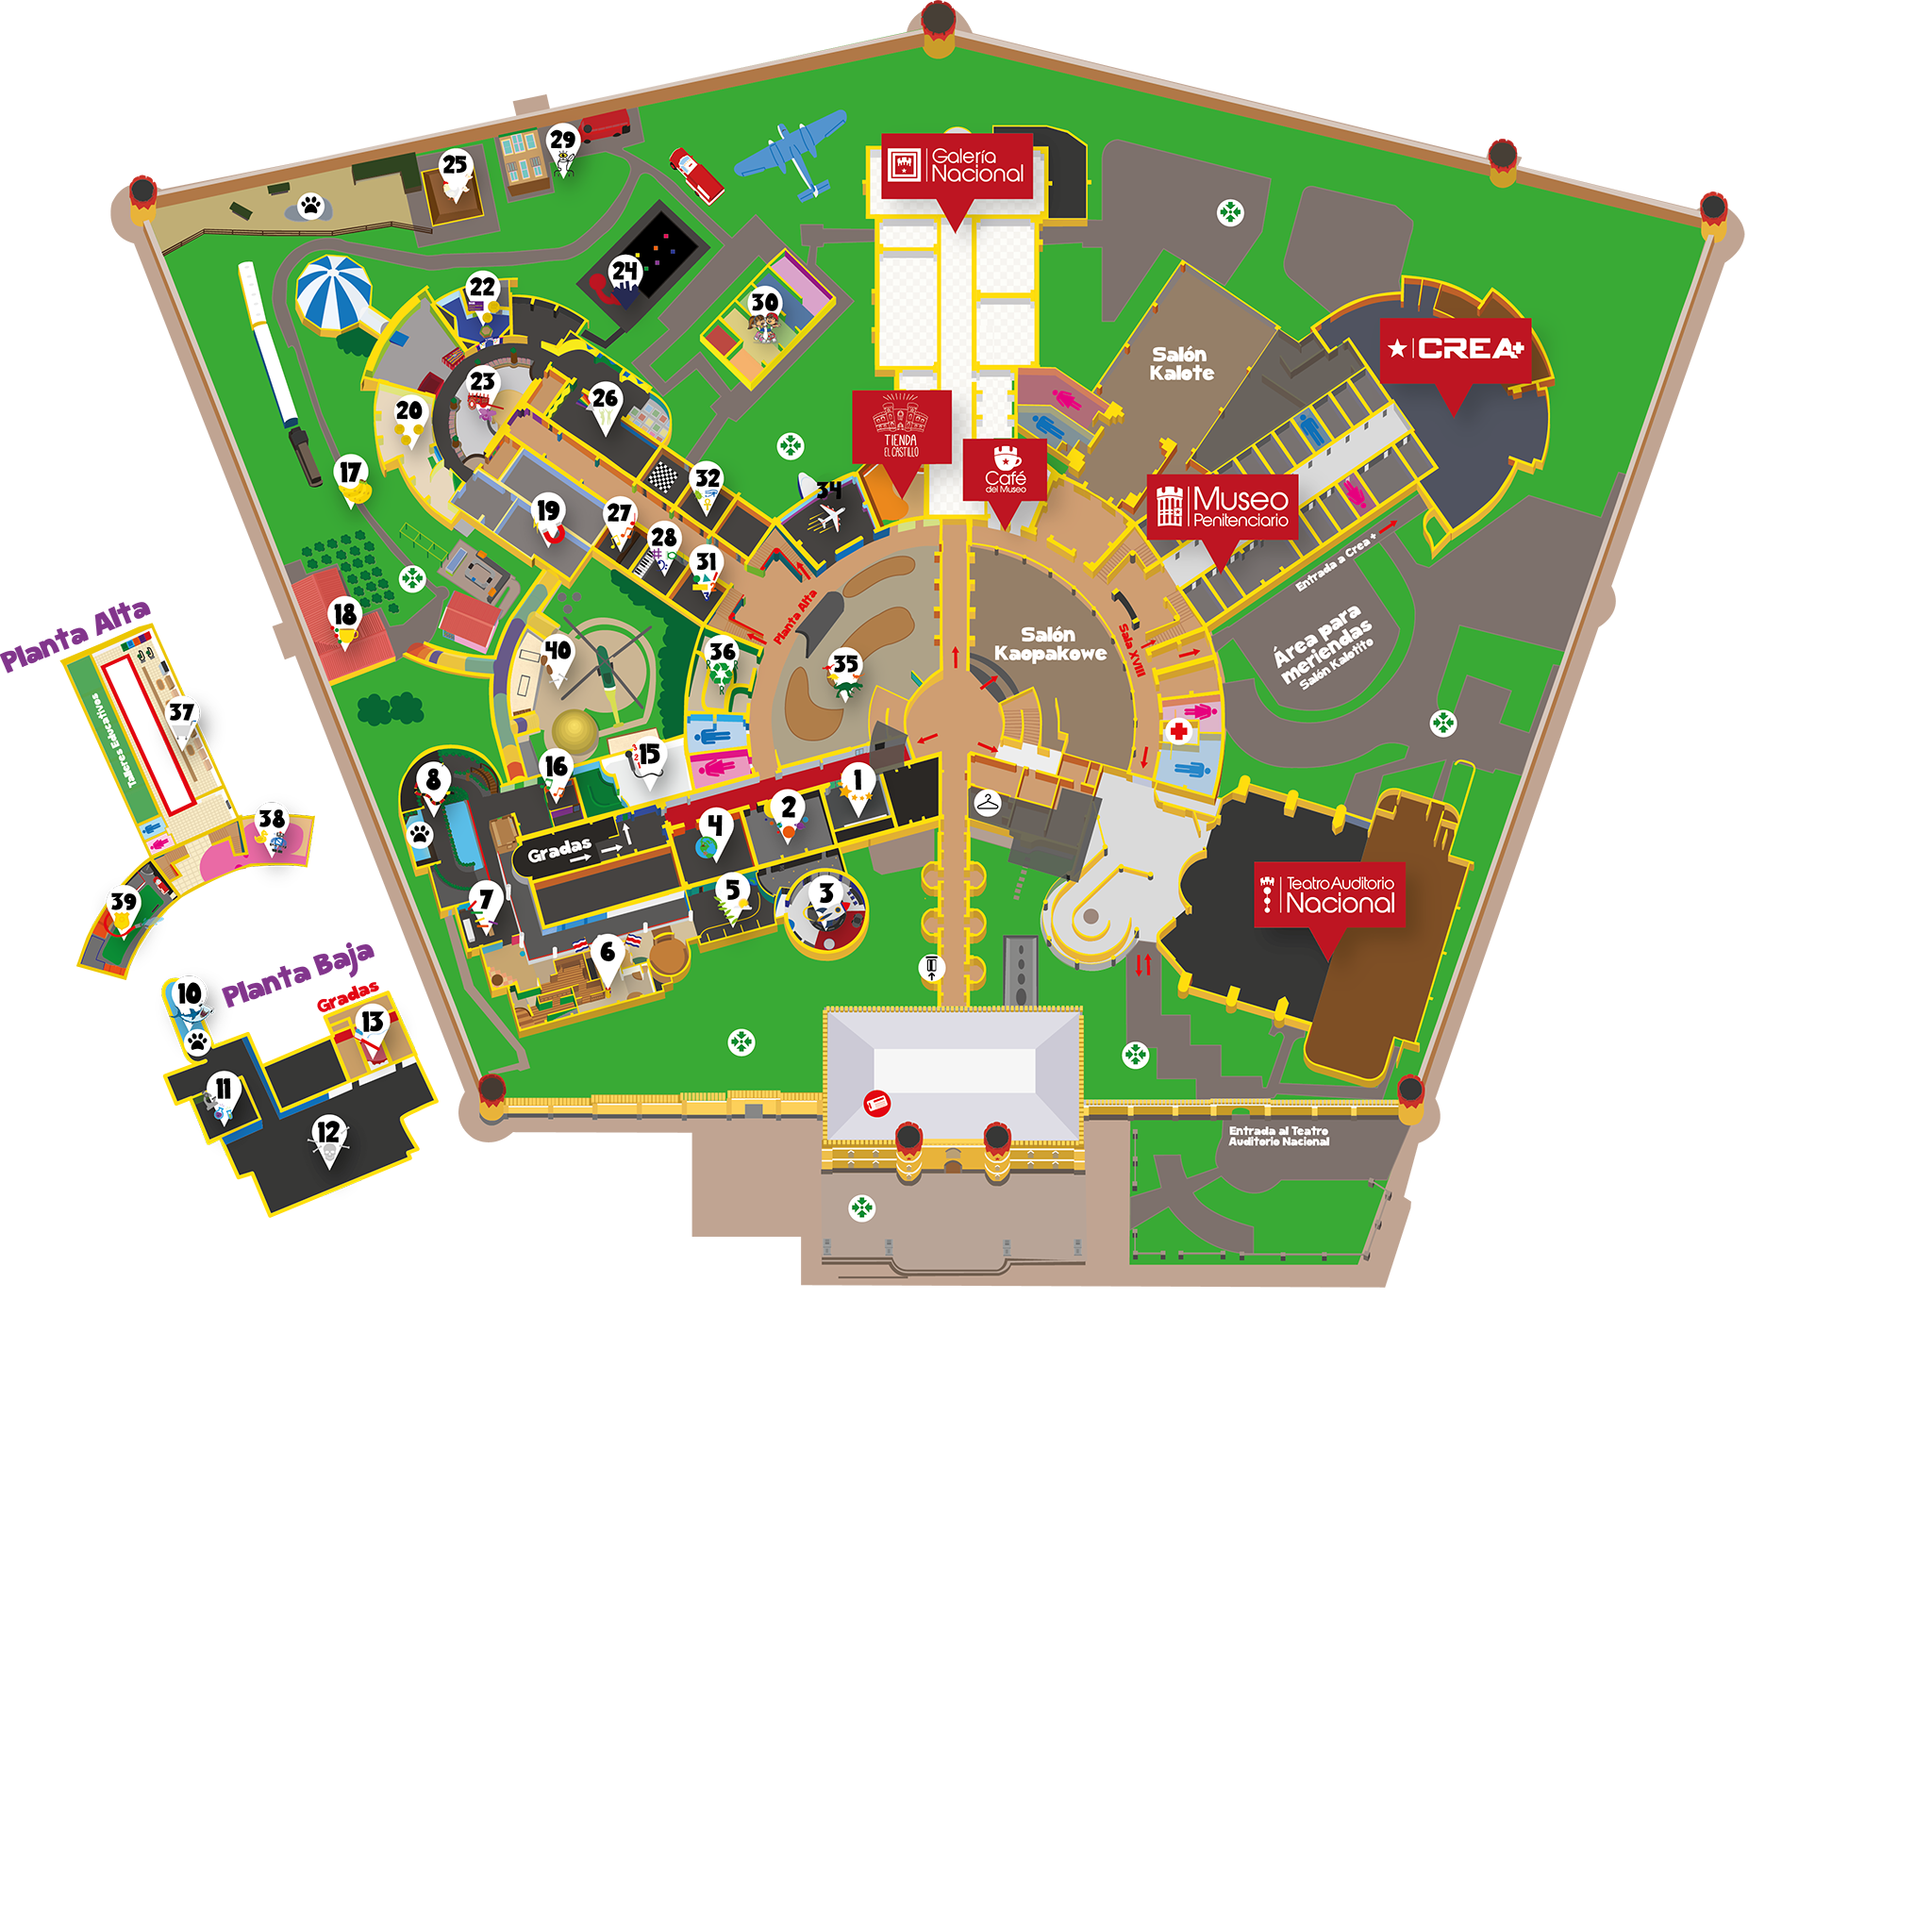 Galería
Nacional
29
25
24
22
30
CREA+
Salón
Kalote
23
26
20
TIENDA
EL CASTILLO
Café
del Museo
17
32
34
Museo
Penitenciario
19
27
28
31
Entrada a Crea +
Planta Alta
18
Planta Alta
Salón
Kaopakowe
Sala XVIII
Área para
meriendas
Salón Kalotito
40
36
R
R
R
35
37
Talleres Educativos
16
15
3
2
1
8
1
2
4
38
Gradas
39
7
5
3
6
Teatro Auditorio
Nacional
Planta Baja
10
Gradas
13
11
12
Entrada al Teatro
Auditorio Nacional